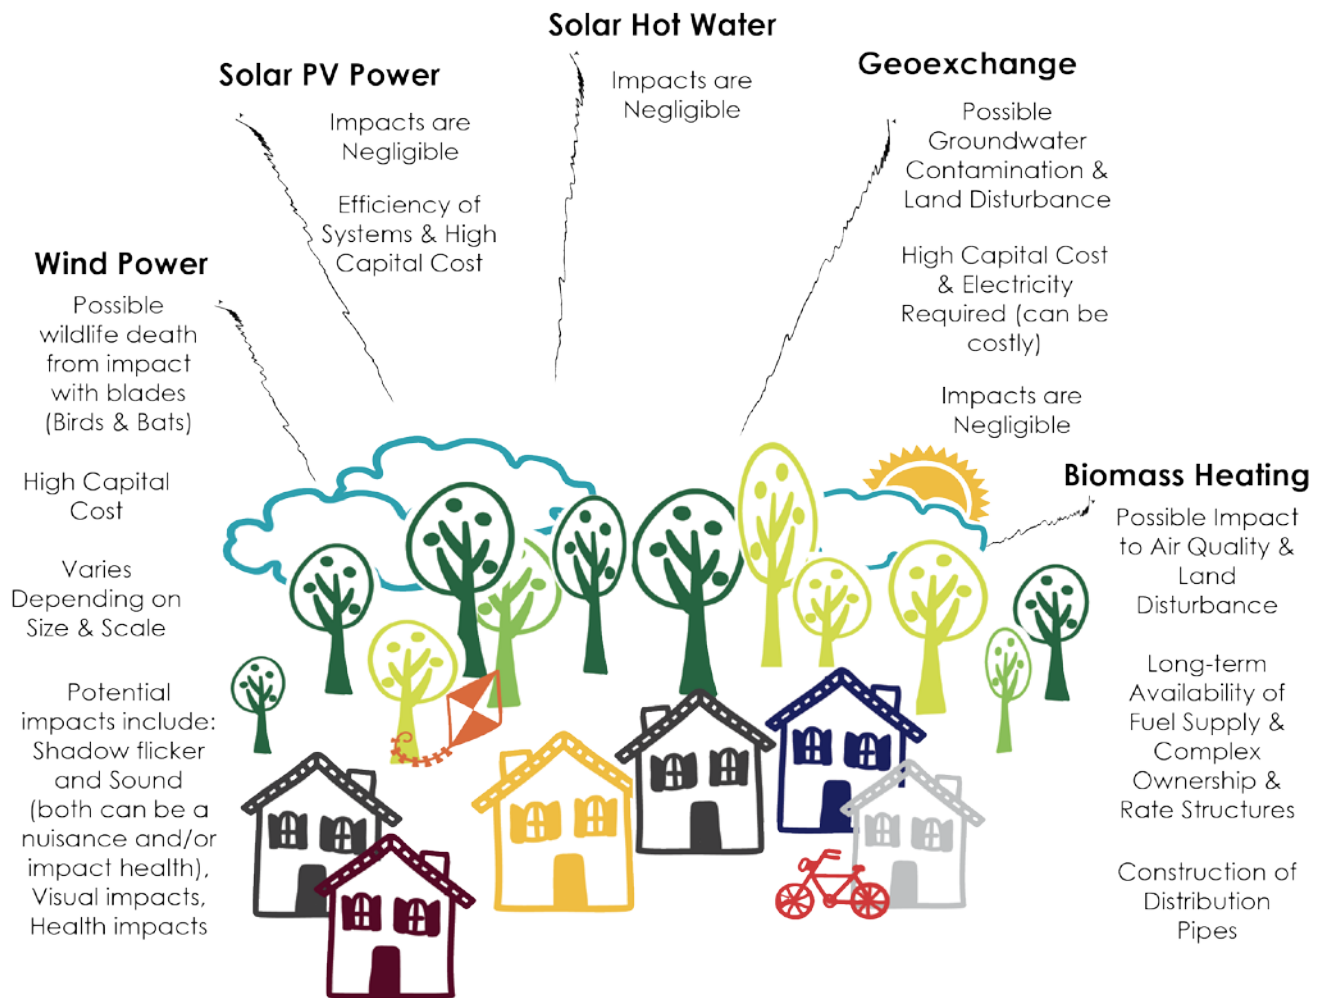 Solar Hot Water
Impacts are
Negligible
Solar PV Power
Impacts are
Negligible
Efficiency of
Systems & High
Capital Cost
Geoexchange
Possible
Groundwater
Contamination &
Land Disturbance
High Capital Cost
& Electricity
Required (can be
costly)
Impacts are
Negligible
Wind Power
Possible
wildlife death
from impact
with blades
(Birds & Bats)
High Capital
Cost
Varies
Depending on
Size & Scale
Potential
impacts include:
Shadow flicker
and Sound
(both can be a
nuisance and/or
impact health),
Visual impacts,
Health impacts
Biomass Heating
Possible Impact
to Air Quality &
Land
Disturbance
Long-term
Availability of
Fuel Supply &
Complex
Ownership &
Rate Structures
Construction of
Distribution
Pipes